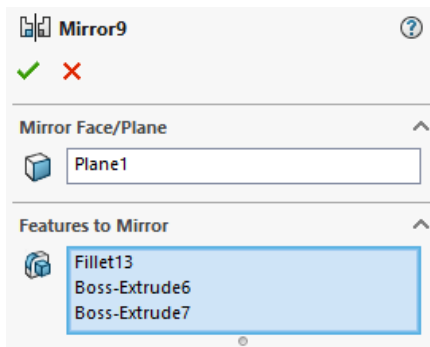 Mirror9
Mirror Face/Plane
Plane1
Features to Mirror
Fillet13
Boss-Extrude6
Boss-Extrude7